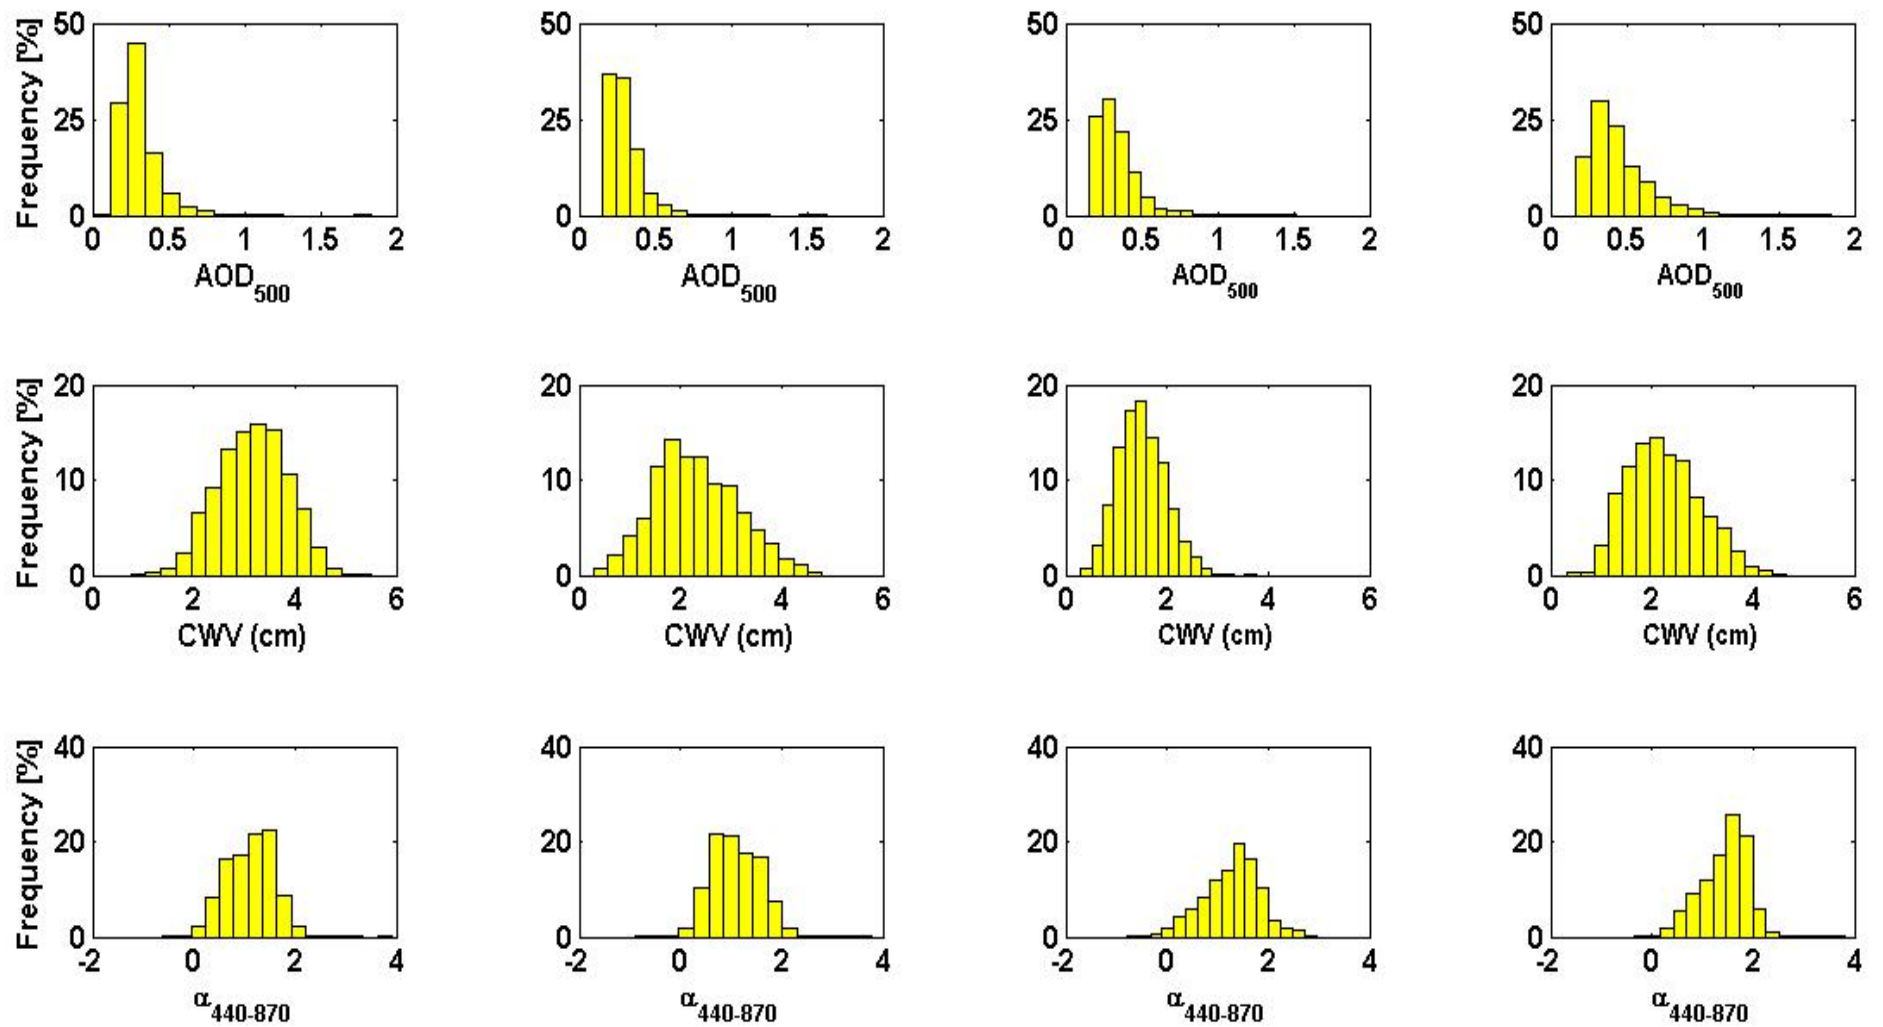 50 50 50 50
Frequency [%]
25 25 25 25
0 0 0 0
0 0.5 1 1.5 2 0 0.5 1 1.5 2 0 0.5 1 1.5 2 0 0.5 1 1.5 2
AOD500 AOD500 AOD500 AOD500
20 20 20 20
Frequency [%]
10 10 10 10
0 0 0 0
0 2 4 6 0 2 4 6 0 2 4 6 0 2 4 6
CWV (cm) CWV (cm) CWV (cm) CWV (cm)
40 40 40 40
Frequency [%]
20 20 20 20
0 0 0 0
-2 0 2 4 -2 0 2 4 -2 0 2 4 -2 0 2 4
α440-870 α440-870 α440-870 α440-870